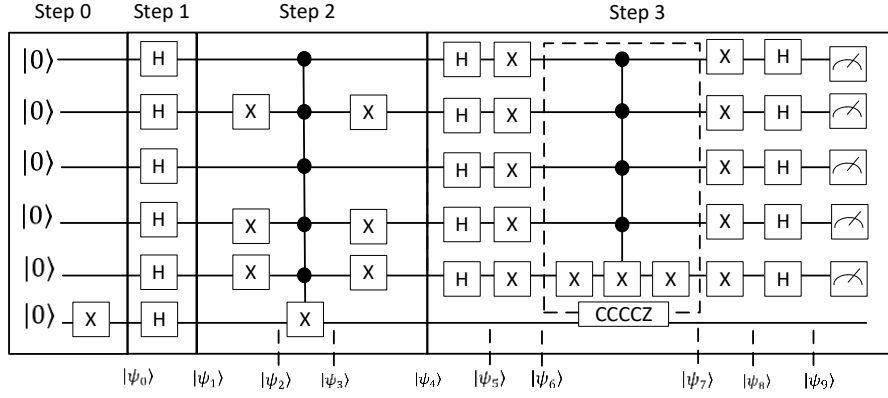 Step 0 Step 1 Step 2 Step 3
|0⟩ H H X X H
|0⟩ H X X H X X H
|0⟩ H H X X H
|0⟩ H X X H X X H
|0⟩ H X X H X X X X X H
|0⟩ X H X CCCCZ
|ψ₀⟩ |ψ₁⟩ |ψ₂⟩ |ψ₃⟩ |ψ₄⟩ |ψ₅⟩ |ψ₆⟩ |ψ₇⟩ |ψ₈⟩ |ψ₉⟩